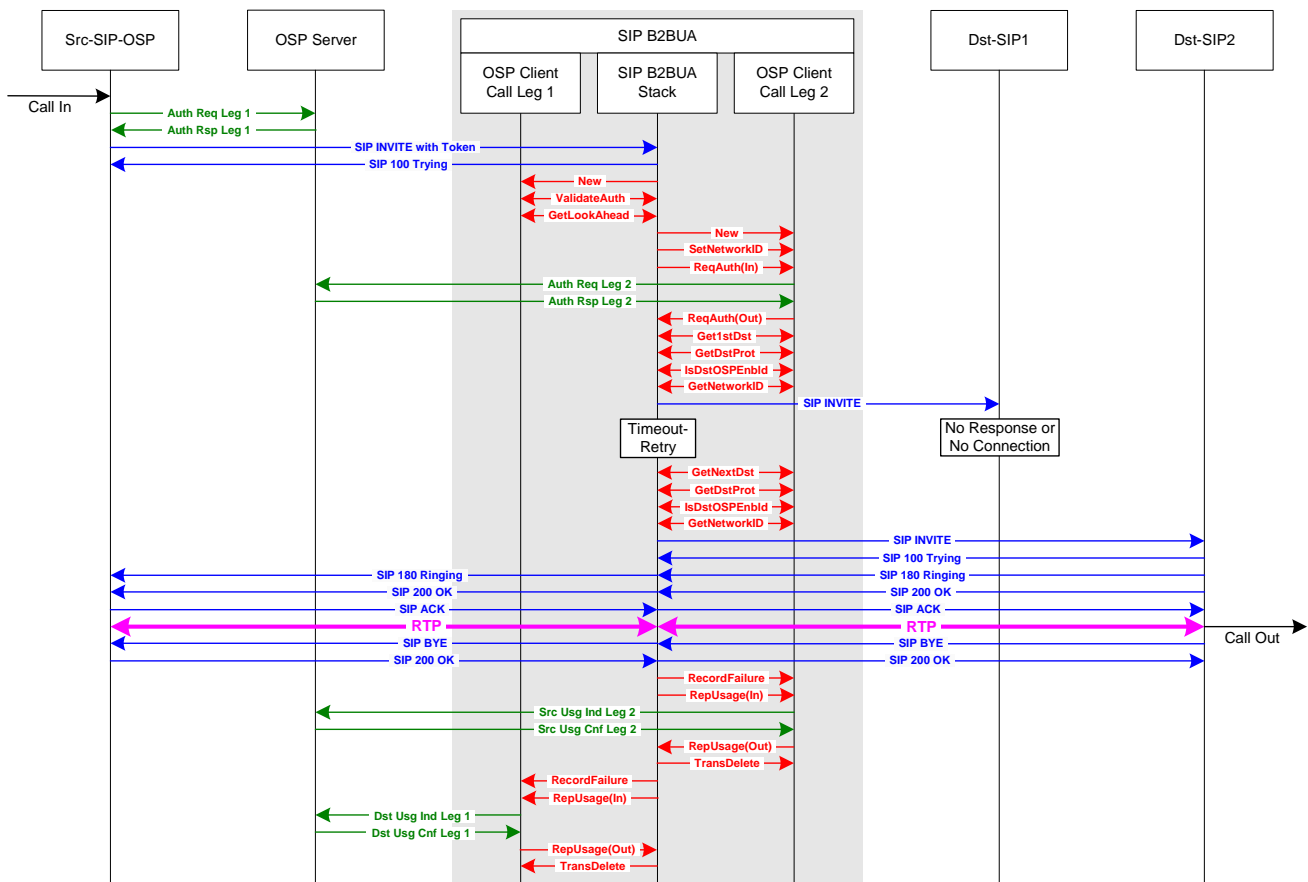 Src-SIP-OSP
OSP Server
SIP B2BUA
Dst-SIP1
Dst-SIP2
OSP Client
Call Leg 1
SIP B2BUA
Stack
OSP Client
Call Leg 2
Call In
Auth Req Leg 1
Auth Rsp Leg 1
SIP INVITE with Token
SIP 100 Trying
New
ValidateAuth
GetLookAhead
New
SetNetworkID
ReqAuth(In)
Auth Req Leg 2
Auth Rsp Leg 2
ReqAuth(Out)
Get1stDst
GetDstProt
IsDstOSPEnbld
GetNetworkID
SIP INVITE
Timeout-
Retry
No Response or
No Connection
GetNextDst
GetDstProt
IsDstOSPEnbld
GetNetworkID
SIP INVITE
SIP 100 Trying
SIP 180 Ringing
SIP 180 Ringing
SIP 200 OK
SIP 200 OK
SIP ACK
SIP ACK
RTP
RTP
Call Out
SIP BYE
SIP BYE
SIP 200 OK
SIP 200 OK
RecordFailure
RepUsage(In)
Src Usg Ind Leg 2
Src Usg Cnf Leg 2
RepUsage(Out)
TransDelete
RecordFailure
RepUsage(In)
Dst Usg Ind Leg 1
Dst Usg Cnf Leg 1
RepUsage(Out)
TransDelete